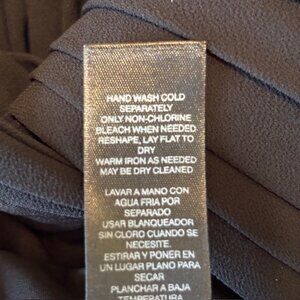 HAND WASH COLD
SEPARATELY
ONLY NON-CHLORINE
BLEACH WHEN NEEDED
RESHAPE, LAY FLAT TO
DRY
WARM IRON AS NEEDED
MAY BE DRY CLEANED
LAVAR A MANO CON
AGUA FRIA POR
SEPARADO
USAR BLANQUEADOR
SIN CLORO CUANDO SE
NECESITE.
ESTIRAR Y PONER EN
UN LUGAR PLANO PARA
SECAR
PLANCHAR A BAJA
TEMPERATURA